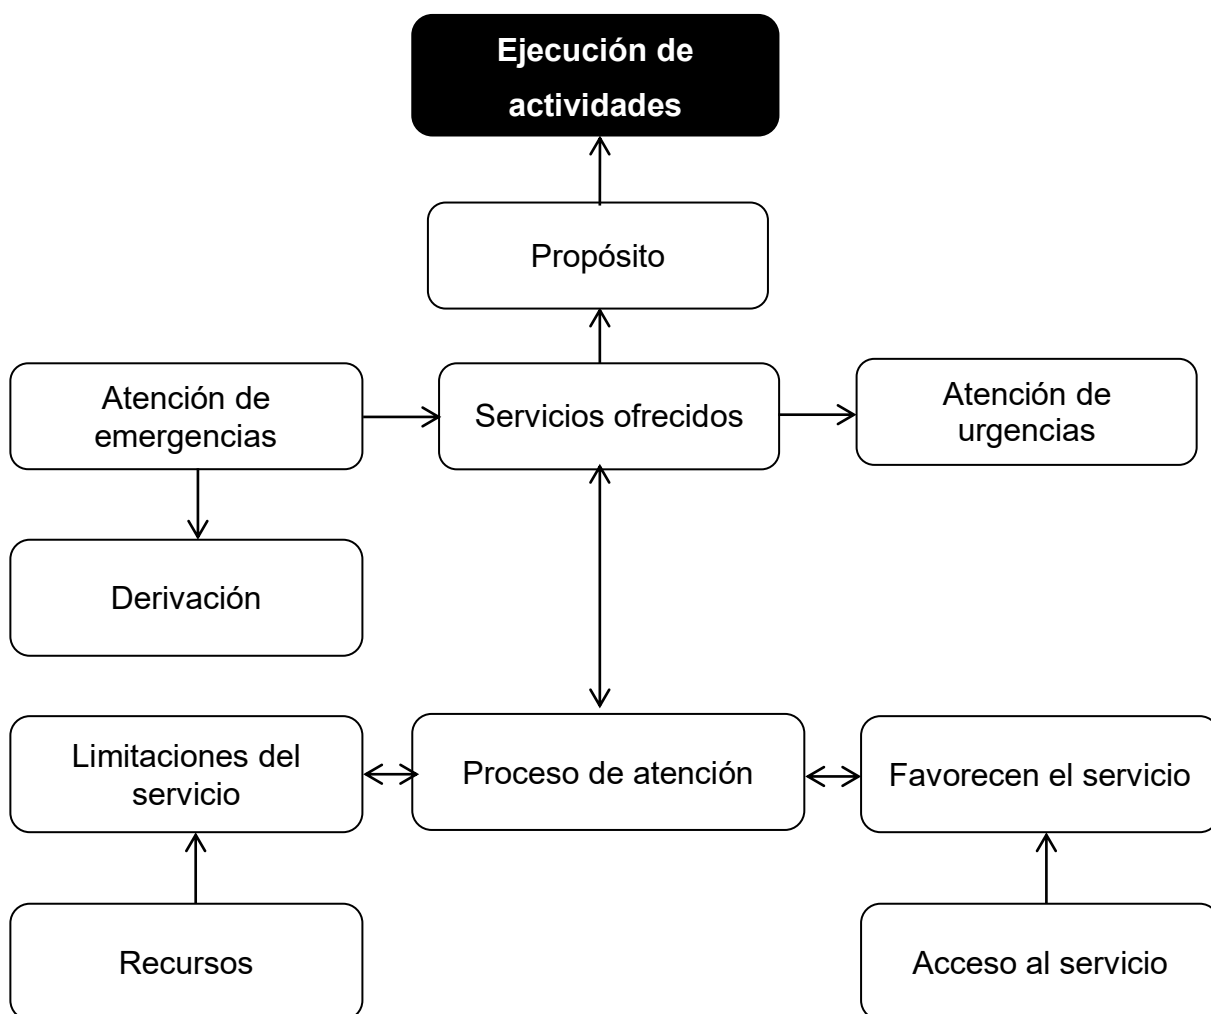 Ejecución de
actividades
Propósito
Atención de
emergencias
Servicios ofrecidos
Atención de
urgencias
Derivación
Limitaciones del
servicio
Proceso de atención
Favorecen el servicio
Recursos
Acceso al servicio